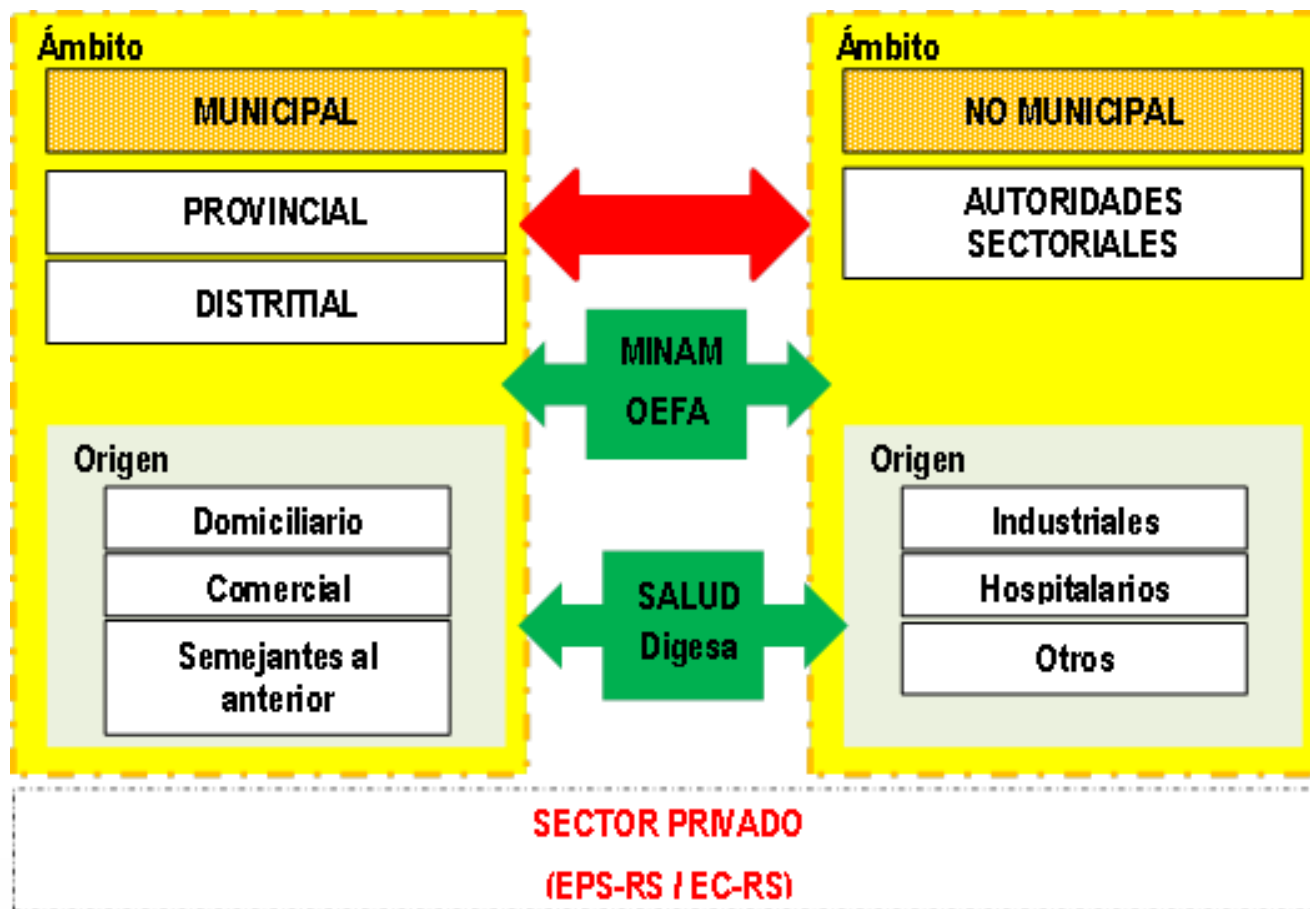 Ámbito
MUNICIPAL
PROVINCIAL
DISTRITIAL
Origen
Domiciliario
Comercial
Semejantes al
anterior
MINAM
OEFA
SALUD
Digesa
Ámbito
NO MUNICIPAL
AUTORIDADES
SECTORIALES
Origen
Industriales
Hospitalarios
Otros
SECTOR PRIVADO
(EPS-RS / EC-RS)